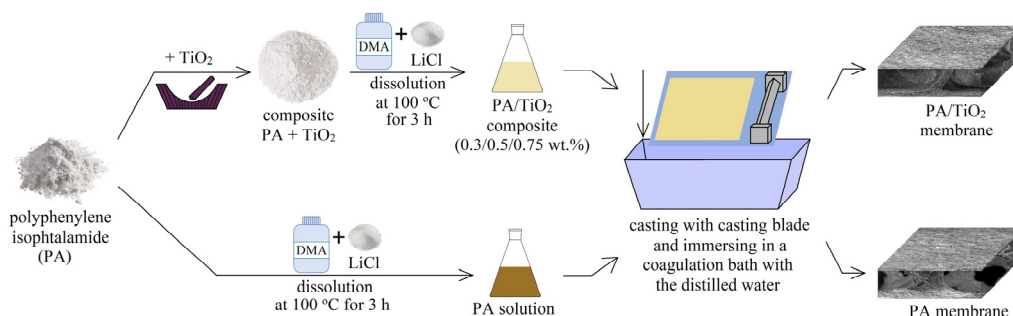 + TiO2
compositc
PA + TiO2
DMA
+
LiCl
dissolution
at 100 °C
for 3 h
PA/TiO2
composite
(0.3/0.5/0.75 wt.%)
PA/TiO2
membrane
polyphenylene
isophtalamide
(PA)
DMA
+
LiCl
dissolution
at 100 °C for 3 h
PA solution
casting with casting blade
and immersing in a
coagulation bath with
the distilled water
PA membrane